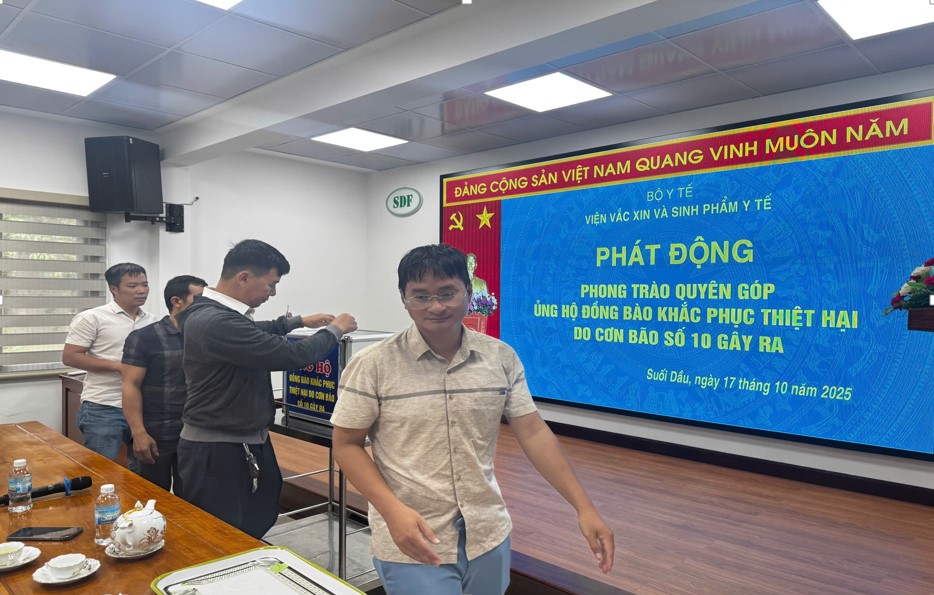 SDF
ĐẢNG CỘNG SẢN VIỆT NAM QUANG VINH MUÔN NĂM
BỘ Y TẾ
VIỆN VẮC XIN VÀ SINH PHẨM Y TẾ
PHÁT ĐỘNG
PHONG TRÀO QUYÊN GÓP
ỦNG HỘ ĐỒNG BÀO KHẮC PHỤC THIỆT HẠI
DO CƠN BÃO SỐ 10 GÂY RA
Suối Dầu, ngày 17 tháng 10 năm 2025
HỘ
ĐỒNG BÀO KHẮC PHỤC
THIỆT HẠI DO CƠN BÃO
SỐ 10 GÂY RA